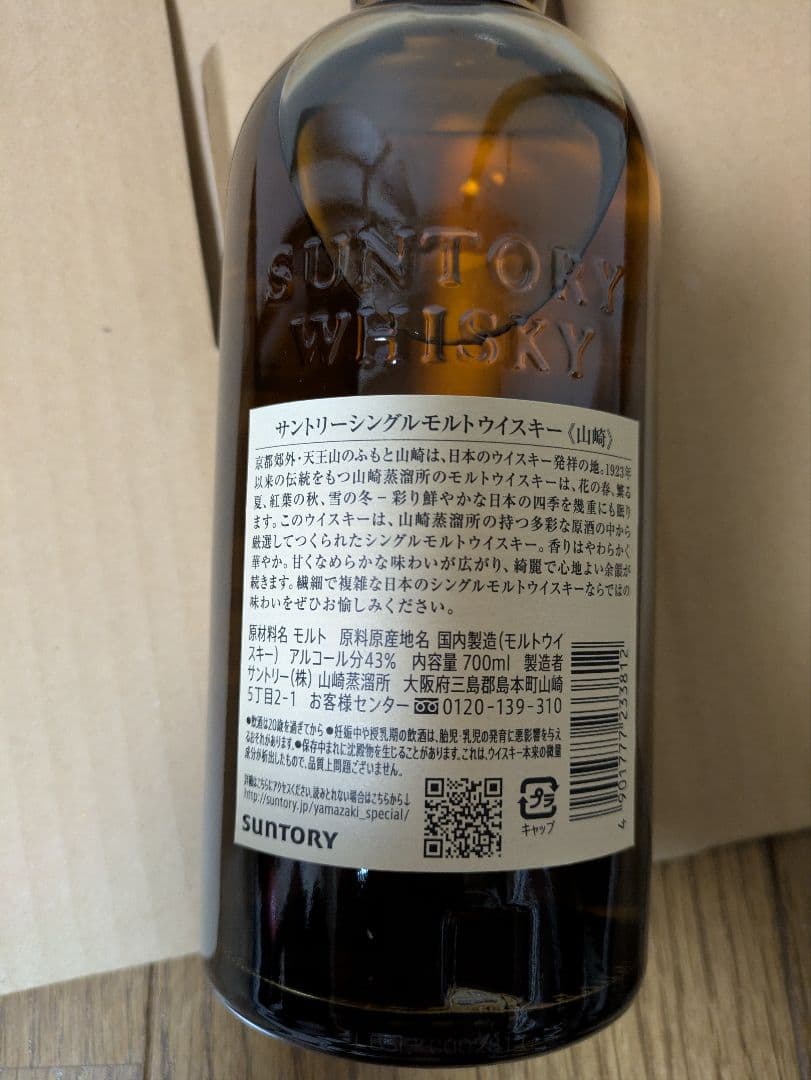 SUNTORY
WHISKY
サントリーシングルモルトウイスキー《山崎》
京都郊外・天王山のふもと山崎は、日本のウイスキー発祥の地。1923年
以来の伝統をもつ山崎蒸溜所のモルトウイスキーは、花の春、繁る
夏、紅葉の秋、雪の冬－彩り鮮やかな日本の四季を幾重にも眠り
ます。このウイスキーは、山崎蒸溜所の持つ多彩な原酒の中から
厳選してつくられたシングルモルトウイスキー。香りはやわらかく
華やか。甘くなめらかな味わいが広がり、綺麗で心地よい余韻が
続きます。繊細で複雑な日本のシングルモルトウイスキーならではの
味わいをぜひお愉しみください。
原材料名 モルト 原料原産地名 国内製造(モルトウイ
スキー) アルコール分43% 内容量 700ml 製造者
サントリー(株) 山崎蒸溜所 大阪府三島郡島本町山崎
5丁目2-1 お客様センター 0120-139-310
●飲酒は20歳を過ぎてから ●妊娠中や授乳期の飲酒は、胎児・乳児の発育に悪影響を与え
るおそれがあります。●保存中まれに沈殿物を生じることがあります。これは、ウイスキー本来の微量
成分が析出したもので、品質上問題ございません。
詳細はこちらにアクセスください。読みとれない場合はこちらから↓
http://suntory.jp/yamazaki_special/
SUNTORY
プラ
キャップ
4 901777 233812